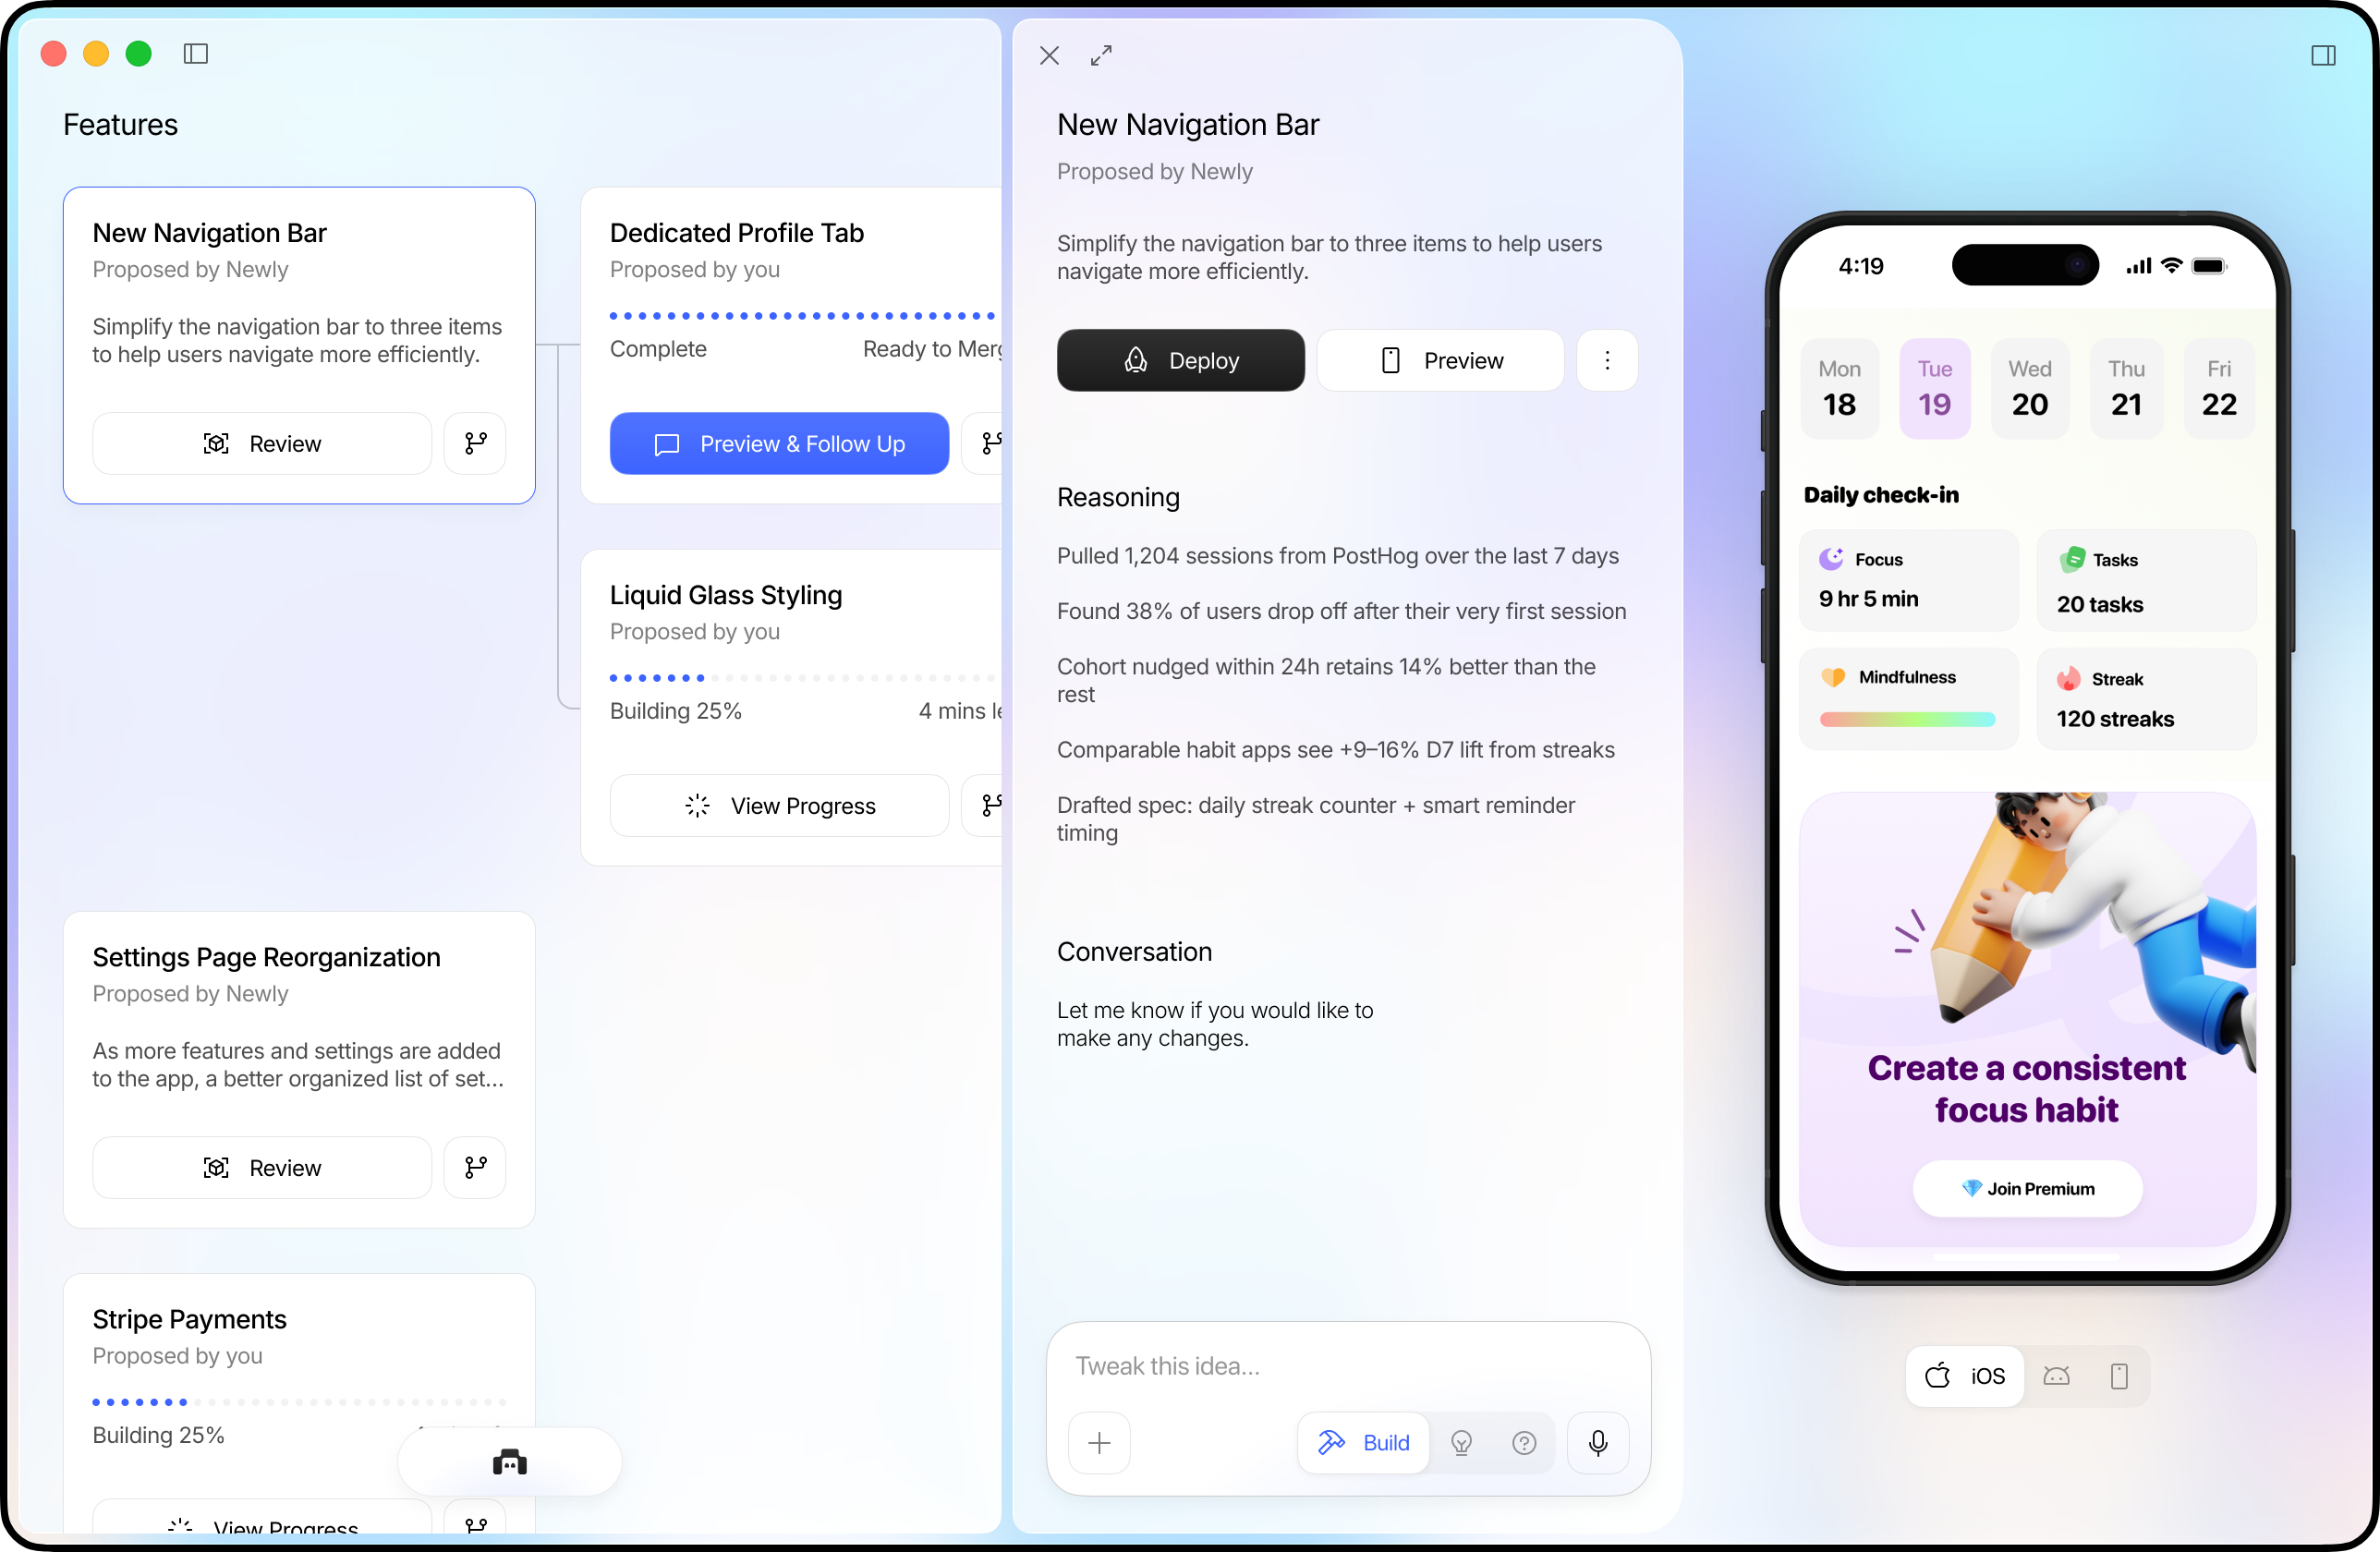 Features
New Navigation Bar
Proposed by Newly
Simplify the navigation bar to three items
to help users navigate more efficiently.
Review
Dedicated Profile Tab
Proposed by you
Complete
Ready to
Preview & Follow Up
Liquid Glass Styling
Proposed by you
Building 25%
4 mins
View Progress
Settings Page Reorganization
Proposed by Newly
As more features and settings are added
to the app, a better organized list of set...
Review
Stripe Payments
Proposed by you
Building 25%
View Progress
New Navigation Bar
Proposed by Newly
Simplify the navigation bar to three items to help users
navigate more efficiently.
Deploy
Preview
Reasoning
Pulled 1,204 sessions from PostHog over the last 7 days
Found 38% of users drop off after their very first session
Cohort nudged within 24h retains 14% better than the
rest
Comparable habit apps see +9–16% D7 lift from streaks
Drafted spec: daily streak counter + smart reminder
timing
Conversation
Let me know if you would like to
make any changes.
Tweak this idea...
Build
4:19
Mon Tue Wed Thu Fri
18 19 20 21 22
Daily check-in
Focus
9 hr 5 min
Tasks
20 tasks
Mindfulness
Streak
120 streaks
Create a consistent
focus habit
Join Premium
iOS